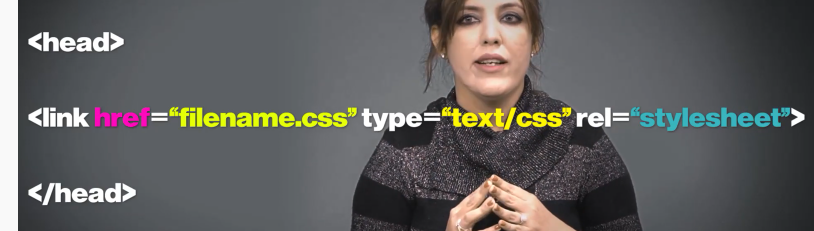 <head>
<link href=“filename.css” type=“text/css” rel=“stylesheet”>
</head>